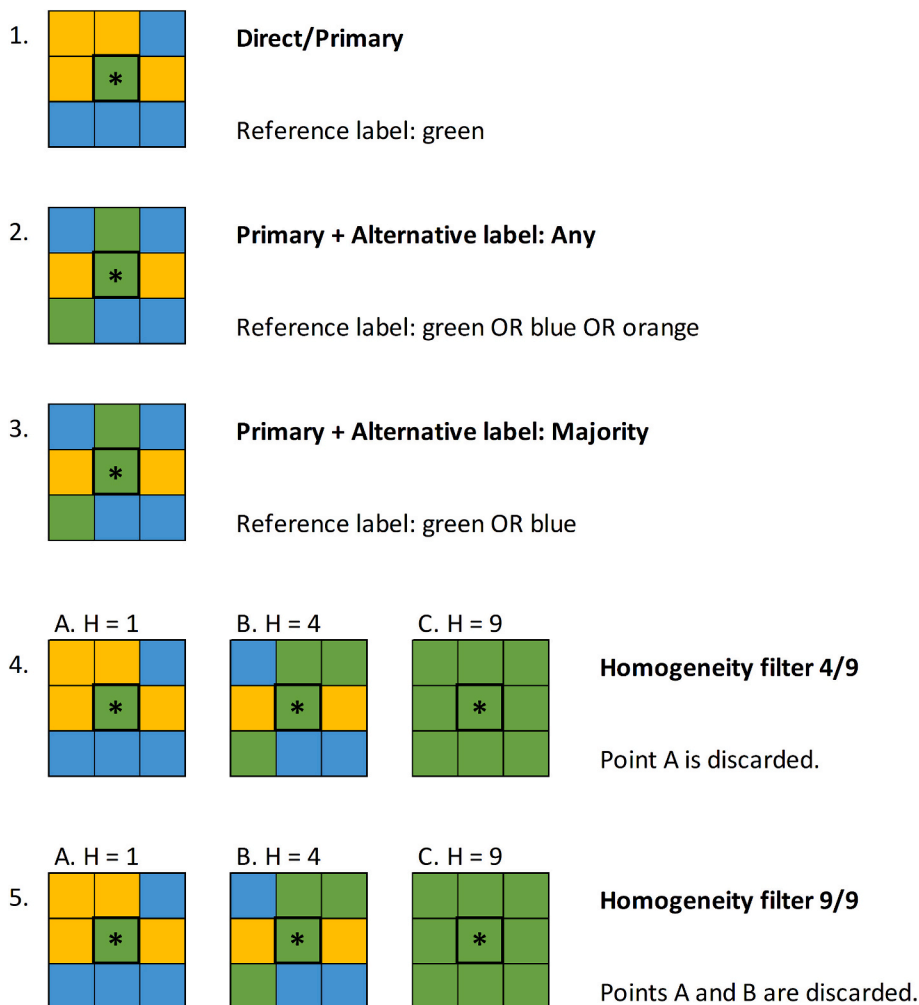 1.
Direct/Primary
*
Reference label: green
2.
Primary + Alternative label: Any
*
Reference label: green OR blue OR orange
3.
Primary + Alternative label: Majority
*
Reference label: green OR blue
A. H = 1 B. H = 4 C. H = 9
4.
Homogeneity filter 4/9
* * *
Point A is discarded.
A. H = 1 B. H = 4 C. H = 9
5.
Homogeneity filter 9/9
* * *
Points A and B are discarded.